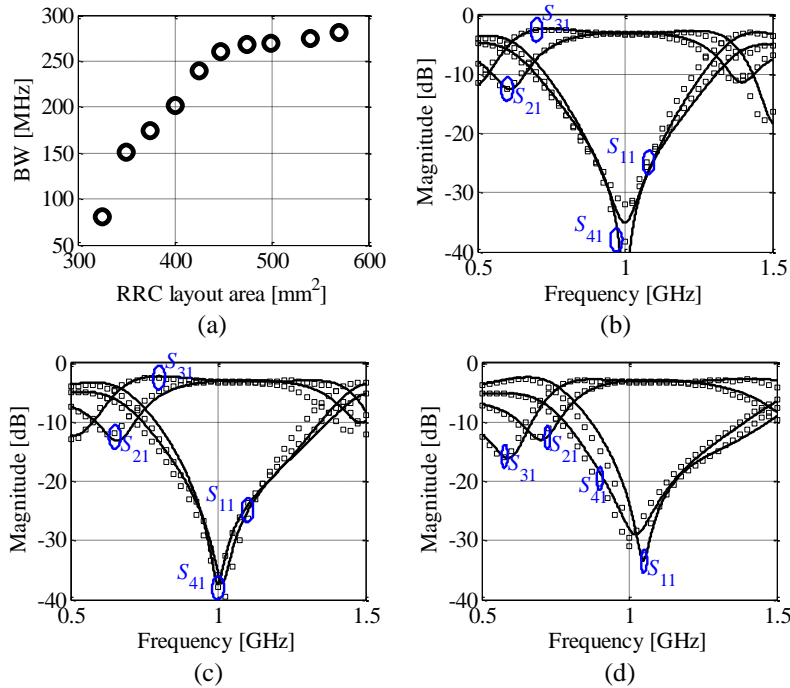 300
250
200
150
100
50
300 400 500 600
BW [MHz]
RRC layout area [mm²]
(a)
0
-10
-20
-30
-40
0.5 1 1.5
Magnitude [dB]
Frequency [GHz]
S31
S21
S11
S41
(b)
0
-10
-20
-30
-40
0.5 1 1.5
Magnitude [dB]
Frequency [GHz]
S31
S21
S11
S41
(c)
0
-10
-20
-30
-40
0.5 1 1.5
Magnitude [dB]
Frequency [GHz]
S31
S21
S41
S11
(d)